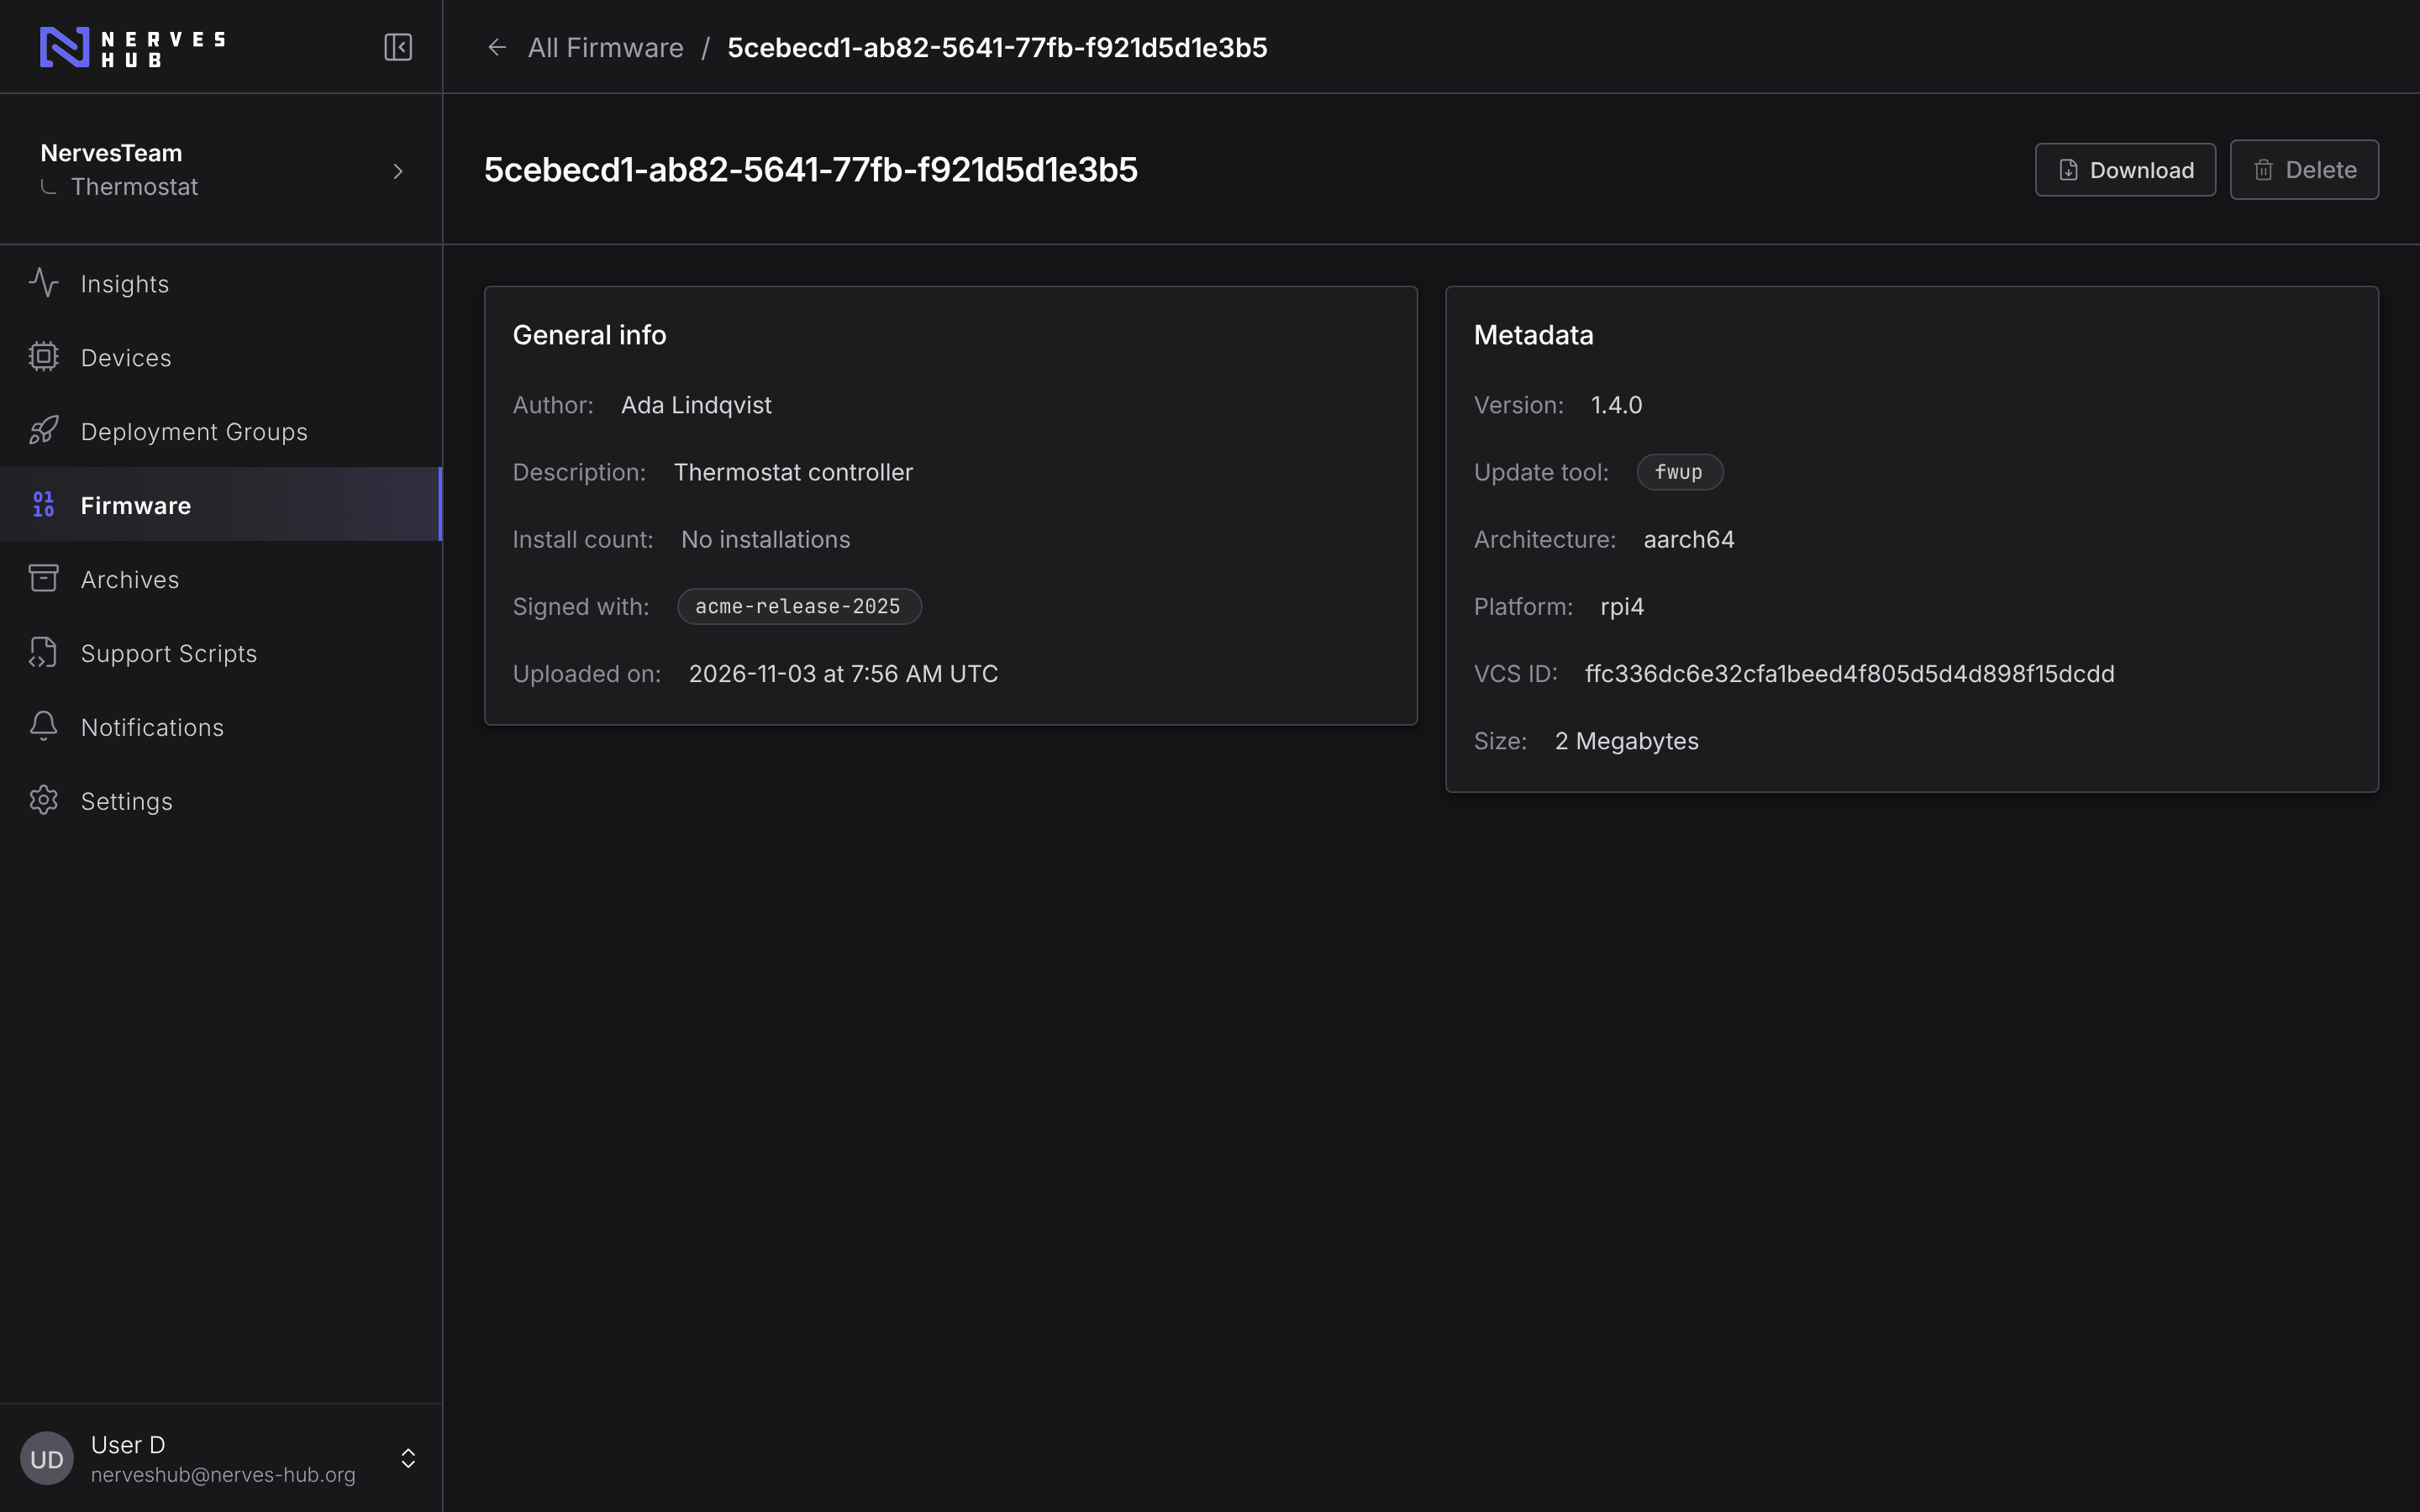 NERVES
HUB
All Firmware / 5cebecd1-ab82-5641-77fb-f921d5d1e3b5
NervesTeam
Thermostat
5cebecd1-ab82-5641-77fb-f921d5d1e3b5
Download
Delete
Insights
Devices
Deployment Groups
01
10
Firmware
Archives
Support Scripts
Notifications
Settings
General info
Author: Ada Lindqvist
Description: Thermostat controller
Install count: No installations
Signed with: acme-release-2025
Uploaded on: 2026-11-03 at 7:56 AM UTC
Metadata
Version: 1.4.0
Update tool: fwup
Architecture: aarch64
Platform: rpi4
VCS ID: ffc336dc6e32cfa1beed4f805d5d4d898f15dcdd
Size: 2 Megabytes
UD
User D
nerveshub@nerves-hub.org